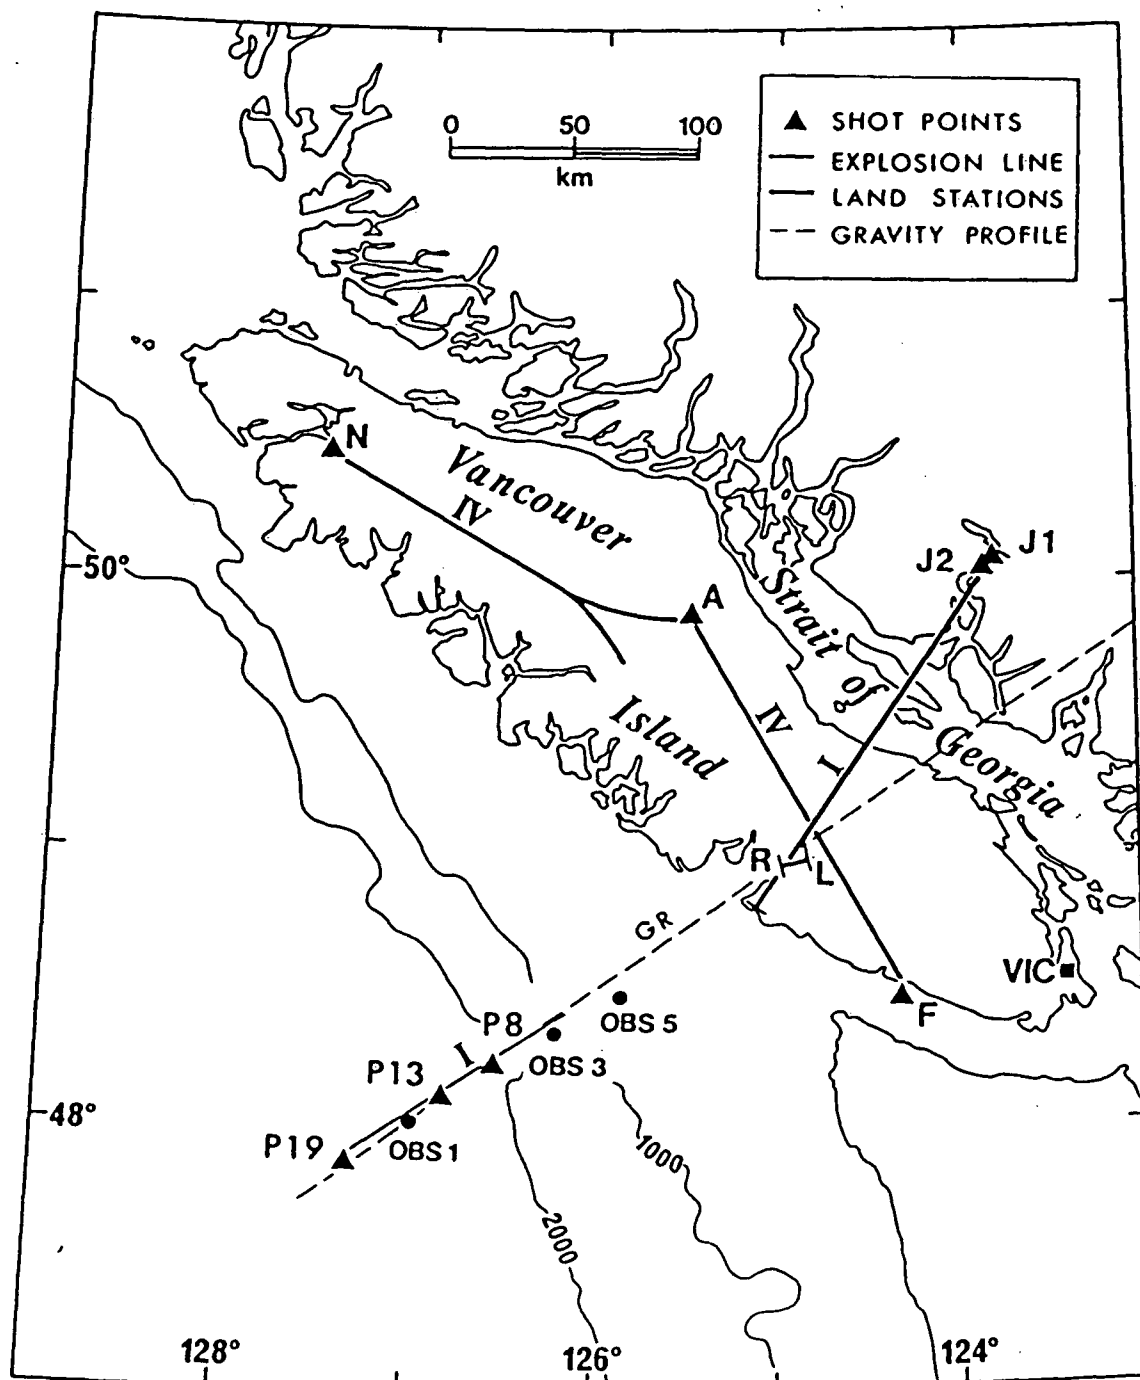 0 50 100
km
SHOT POINTS
EXPLOSION LINE
LAND STATIONS
GRAVITY PROFILE
N
Vancouver
IV
50°
J2
J1
A
Strait
of
Georgia
IV
Island
I
R
L
GR
VIC
F
OBS 5
P8
OBS 3
I
P13
OBS 1
P19
48°
1000
2000
128°
126°
124°